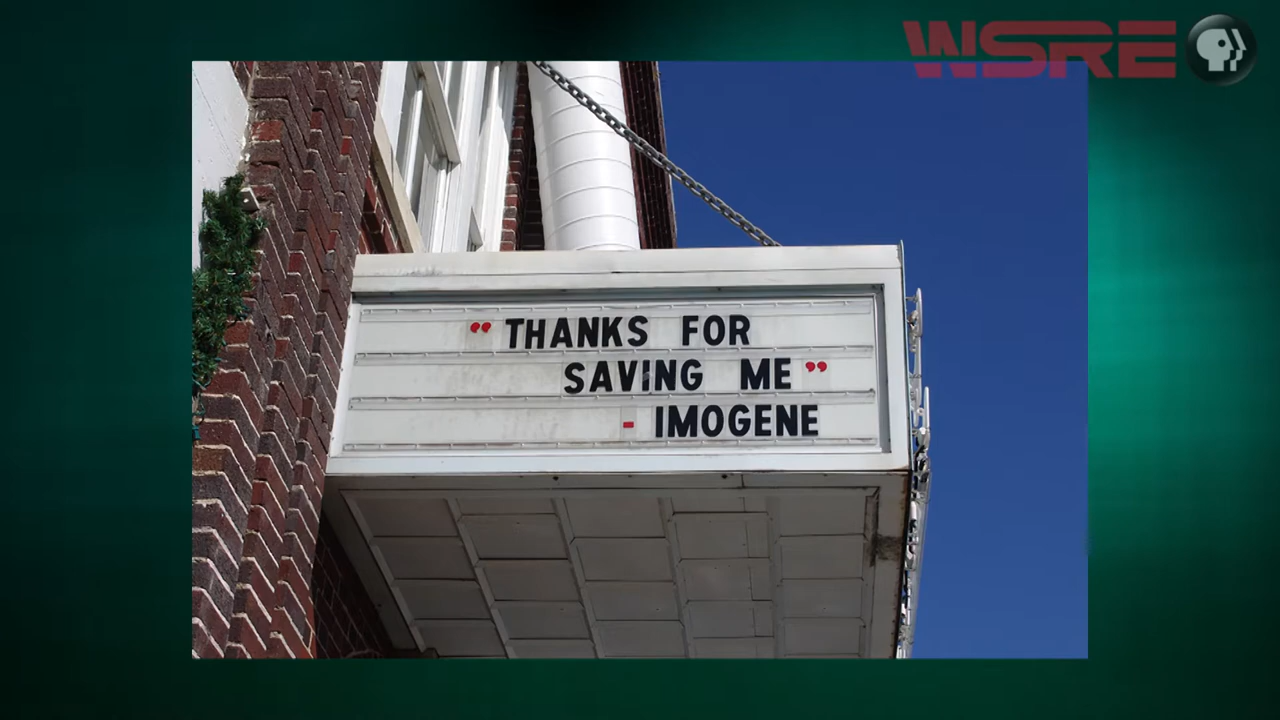 WSRE
" THANKS FOR
SAVING ME "
- IMOGENE